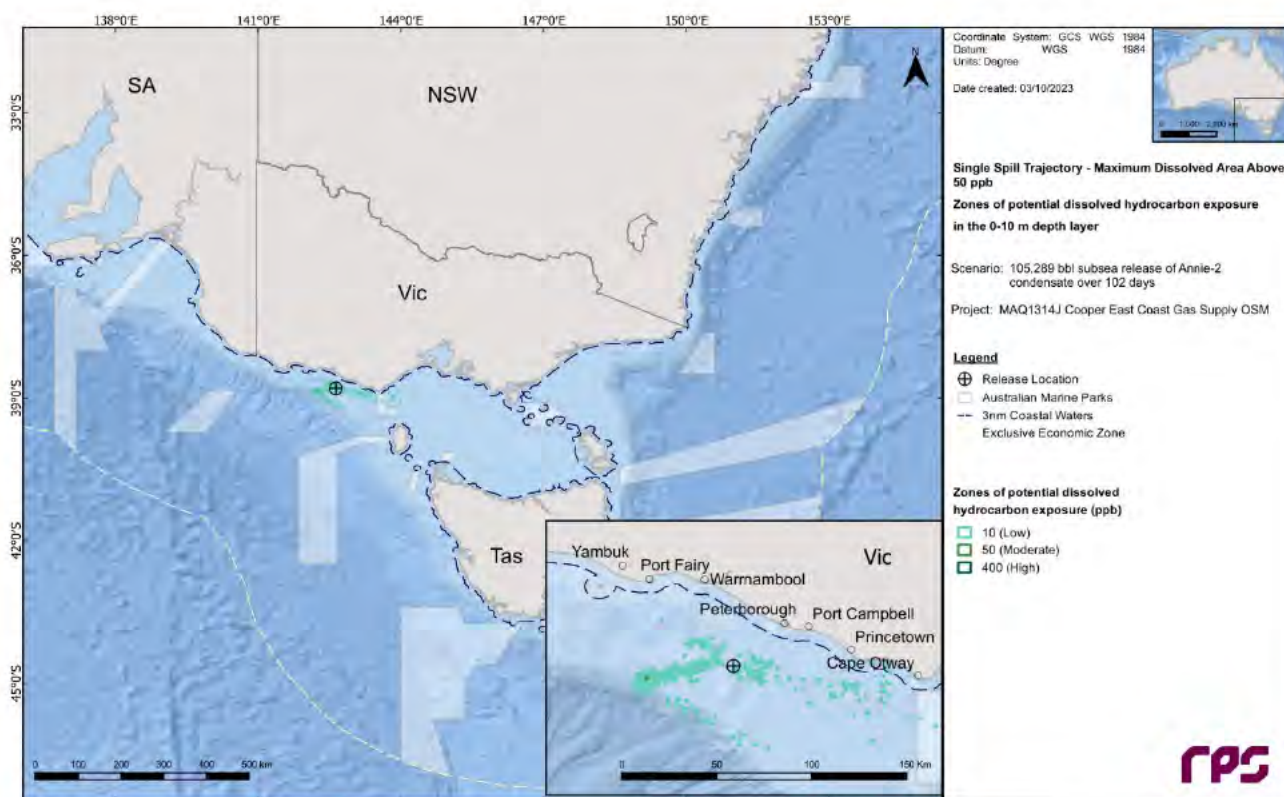 138°0'E 141°0'E 144°0'E 147°0'E 150°0'E 153°0'E
33°0'S
36°0'S
39°0'S
42°0'S
45°0'S
SA
NSW
Vic
Tas
N
0 100 200 300 400 500 km
Yambuk
Port Fairy
Warrnambool
Vic
Peterborough
Port Campbell
Princetown
Cape Otway
0 50 100 150 Km
Coordinate System: GCS WGS 1984
Datum: WGS 1984
Units: Degree
Date created: 03/10/2023
Single Spill Trajectory - Maximum Dissolved Area Above
50 ppb
Zones of potential dissolved hydrocarbon exposure
in the 0-10 m depth layer
Scenario: 105,289 bbl subsea release of Annie-2
condensate over 102 days
Project: MAQ1314J Cooper East Coast Gas Supply OSM
Legend
Release Location
Australian Marine Parks
3nm Coastal Waters
Exclusive Economic Zone
Zones of potential dissolved
hydrocarbon exposure (ppb)
10 (Low)
50 (Moderate)
400 (High)
rps